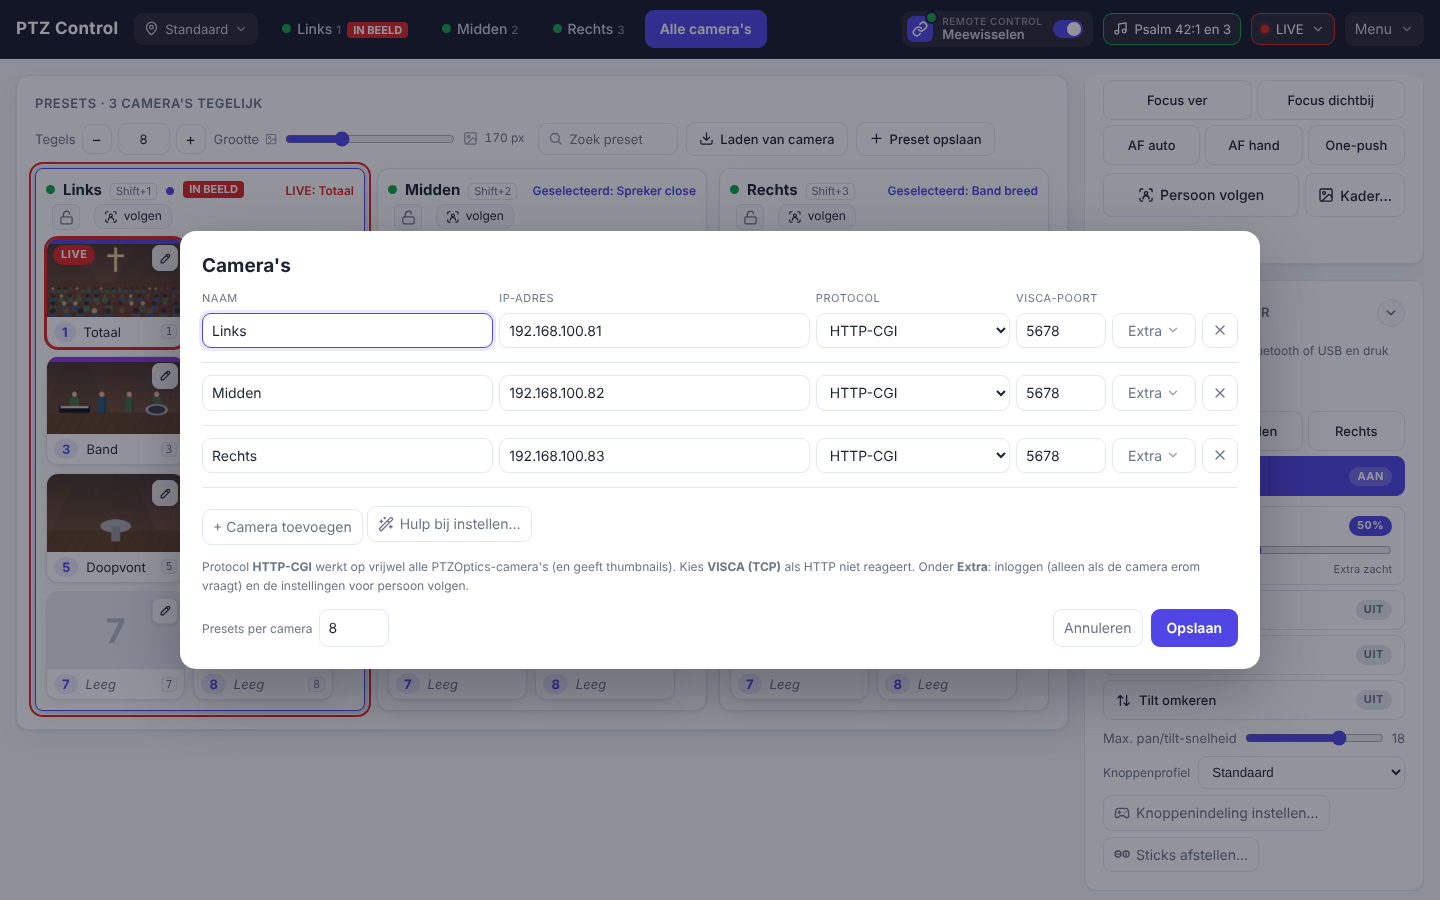 PTZ Control
Standaard
Links 1 IN BEELD
Midden 2
Rechts 3
Alle camera's
REMOTE CONTROL
Meewisselen
Psalm 42:1 en 3
LIVE
Menu
PRESETS · 3 CAMERA'S TEGELIJK
Tegels − 8 + Grootte 170 px
Zoek preset
Laden van camera
+ Preset opslaan
Links Shift+1 IN BEELD LIVE: Totaal
volgen
Midden Shift+2 Geselecteerd: Spreker close
volgen
Rechts Shift+3 Geselecteerd: Band breed
volgen
LIVE
1 Totaal 1
3 Band 3
5 Doopvont 5
7
7 Leeg 7
8 Leeg 8
7 Leeg
8 Leeg
7 Leeg
8 Leeg
Focus ver
Focus dichtbij
AF auto
AF hand
One-push
Persoon volgen
Kader...
R
etooth of USB en druk
en
Rechts
AAN
50%
Extra zacht
UIT
UIT
Tilt omkeren UIT
Max. pan/tilt-snelheid 18
Knoppenprofiel Standaard
Knoppenindeling instellen...
Sticks afstellen...
Camera's
NAAM IP-ADRES PROTOCOL VISCA-POORT
Links 192.168.100.81 HTTP-CGI 5678 Extra
Midden 192.168.100.82 HTTP-CGI 5678 Extra
Rechts 192.168.100.83 HTTP-CGI 5678 Extra
+ Camera toevoegen
Hulp bij instellen...
Protocol HTTP-CGI werkt op vrijwel alle PTZOptics-camera's (en geeft thumbnails). Kies VISCA (TCP) als HTTP niet reageert. Onder Extra: inloggen (alleen als de camera erom
vraagt) en de instellingen voor persoon volgen.
Presets per camera 8
Annuleren
Opslaan